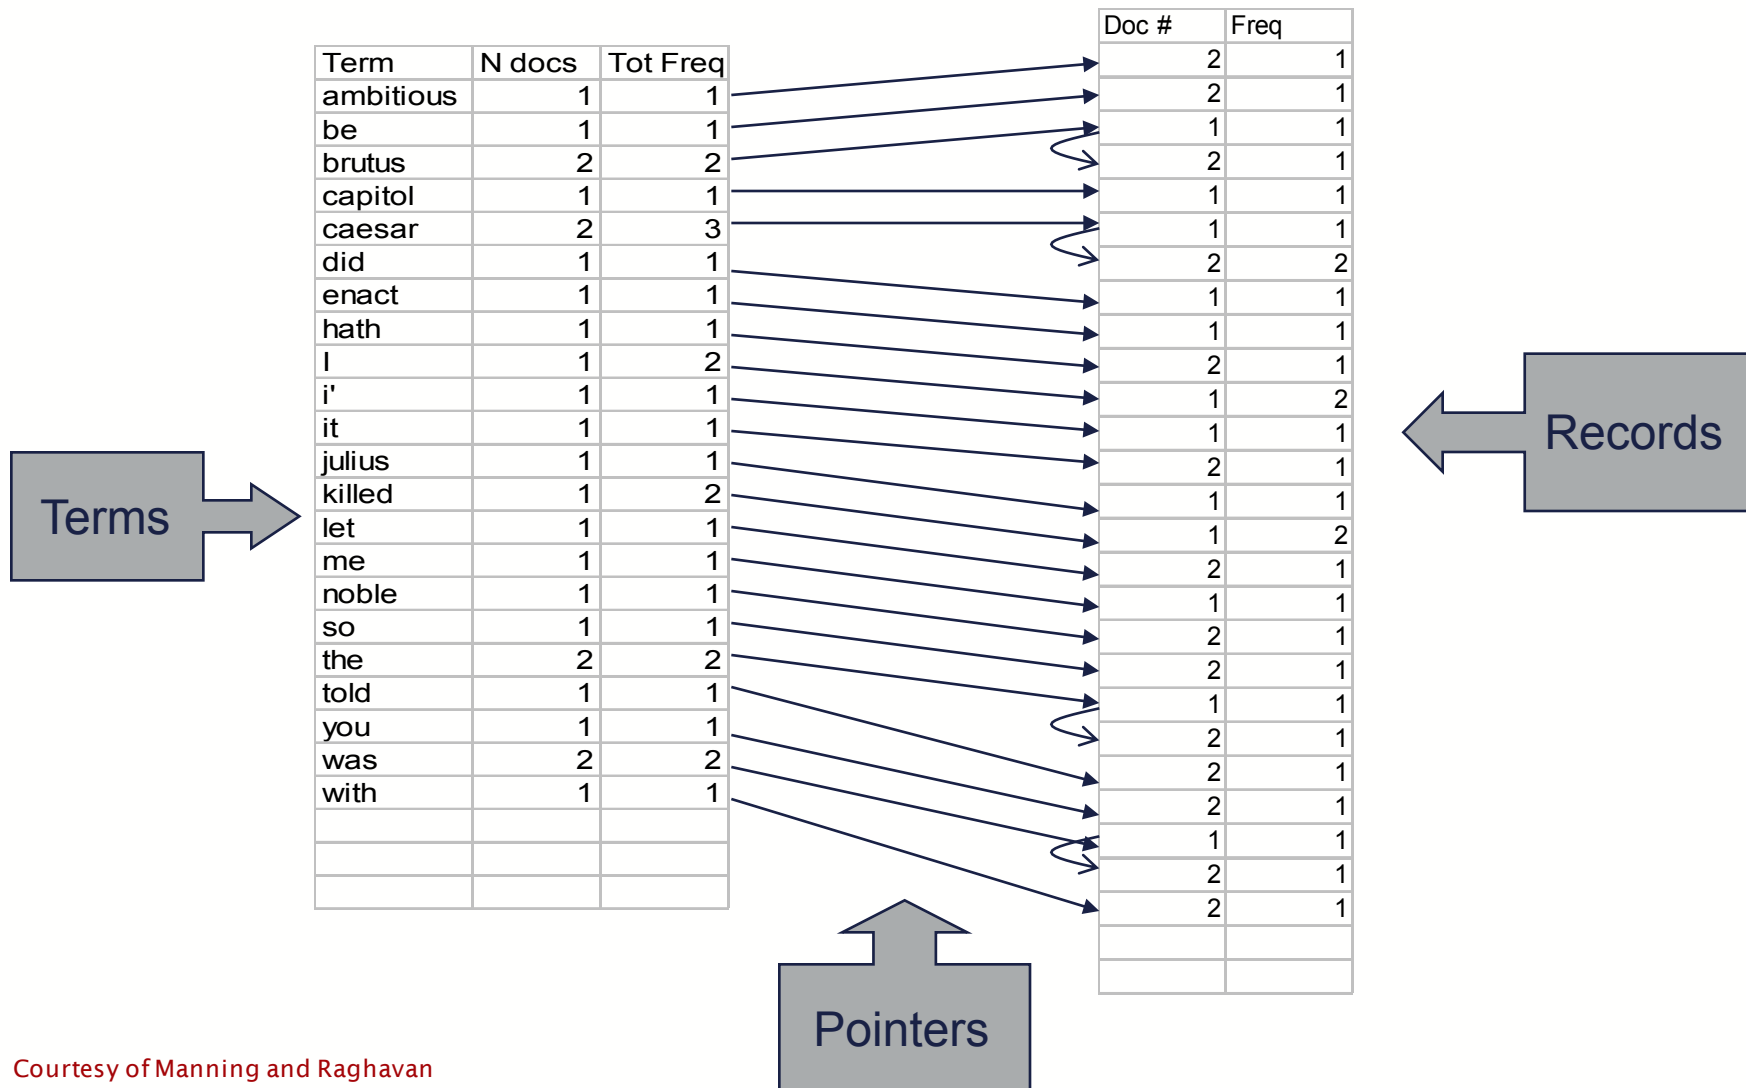 Term N docs Tot Freq
ambitious 1 1
be 1 1
brutus 2 2
capitol 1 1
caesar 2 3
did 1 1
enact 1 1
hath 1 1
I 1 2
i' 1 1
it 1 1
julius 1 1
killed 1 2
let 1 1
me 1 1
noble 1 1
so 1 1
the 2 2
told 1 1
you 1 1
was 2 2
with 1 1
Doc # Freq
2 1
2 1
1 1
2 1
1 1
1 1
2 2
1 1
1 1
2 1
1 2
1 1
2 1
1 1
1 2
2 1
1 1
2 1
2 1
1 1
2 1
2 1
2 1
1 1
2 1
2 1
Terms
Records
Pointers
Courtesy of Manning and Raghavan